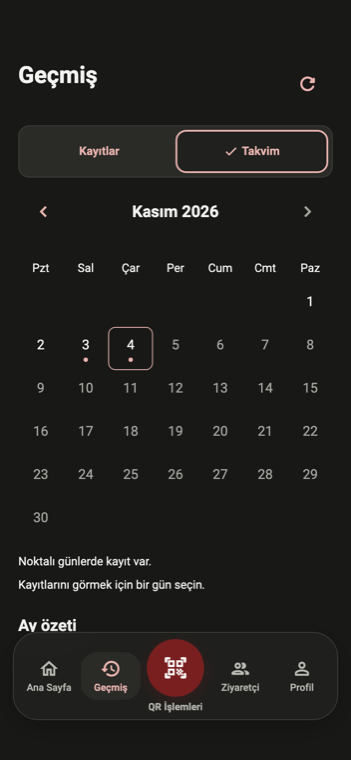 Geçmiş
Kayıtlar
Takvim
Kasım 2026
Pzt Sal Çar Per Cum Cmt Paz
1
2 3 4 5 6 7 8
9 10 11 12 13 14 15
16 17 18 19 20 21 22
23 24 25 26 27 28 29
30
Noktalı günlerde kayıt var.
Kayıtlarını görmek için bir gün seçin.
Ay özeti
Ana Sayfa Geçmiş QR İşlemleri Ziyaretçi Profil